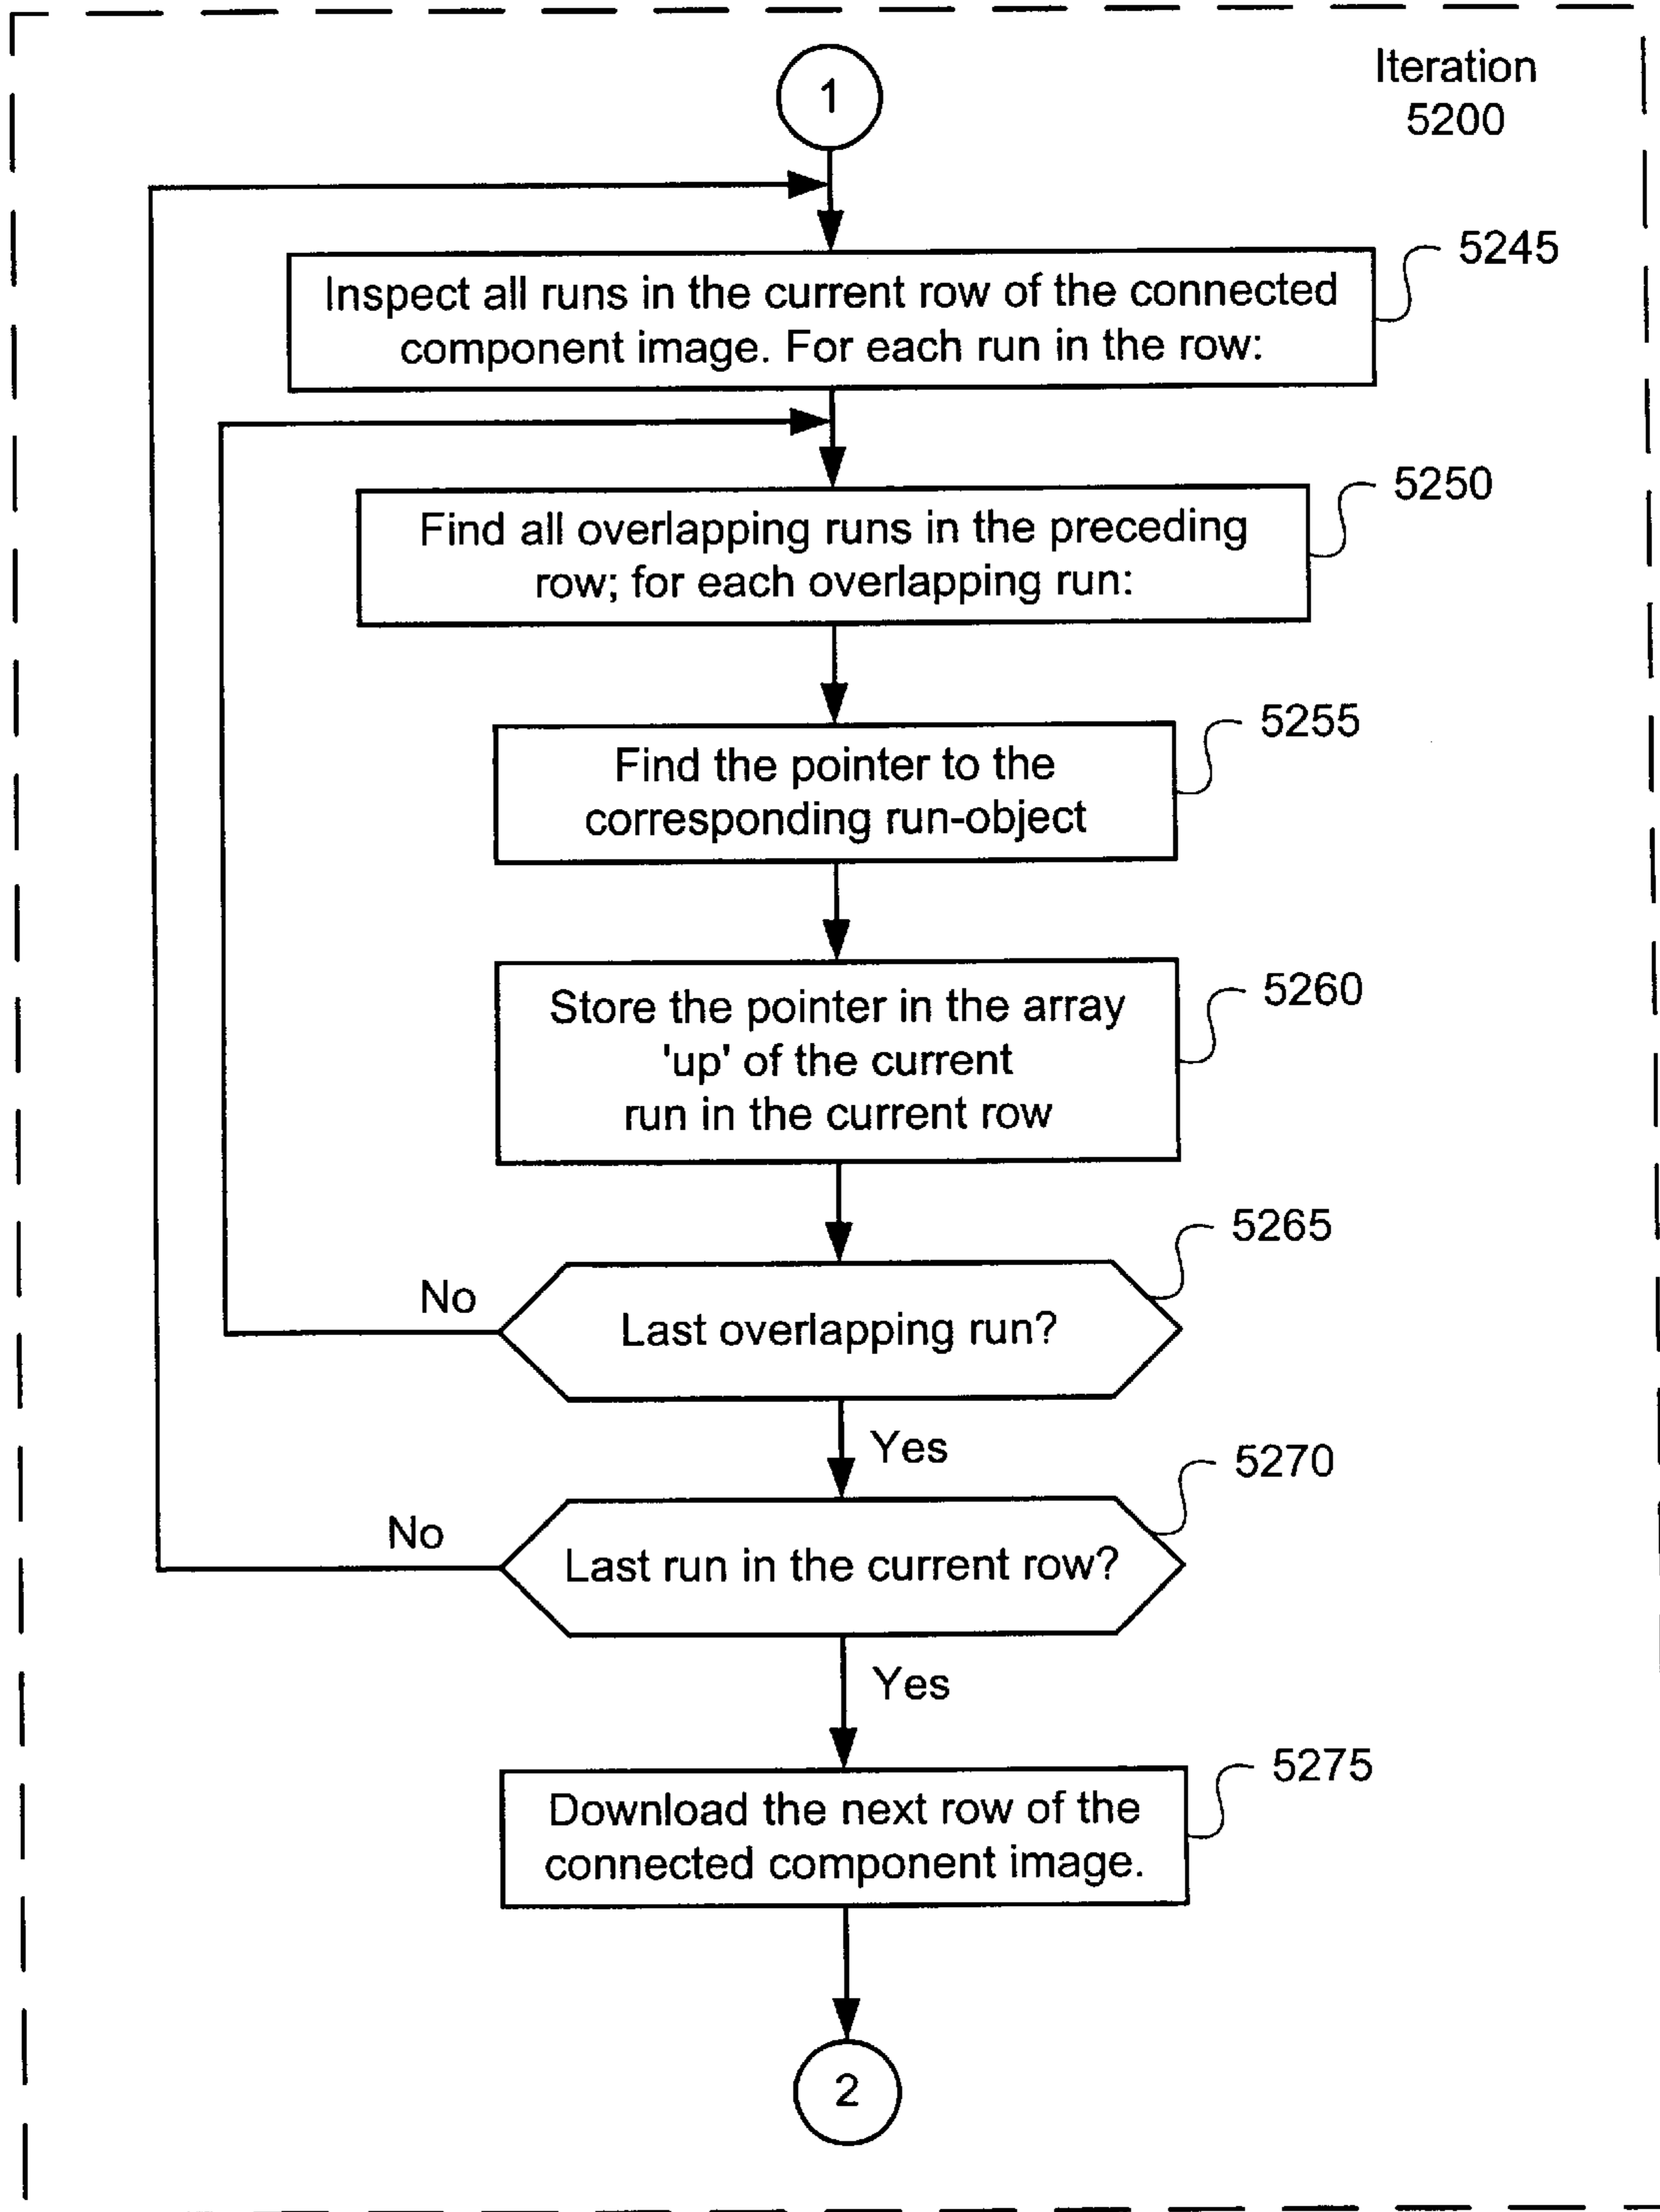 1
Iteration
5200
5245
Inspect all runs in the current row of the connected
component image. For each run in the row:
5250
Find all overlapping runs in the preceding
row; for each overlapping run:
5255
Find the pointer to the
corresponding run-object
5260
Store the pointer in the array
'up' of the current
run in the current row
5265
No
Last overlapping run?
Yes
5270
No
Last run in the current row?
Yes
5275
Download the next row of the
connected component image.
2